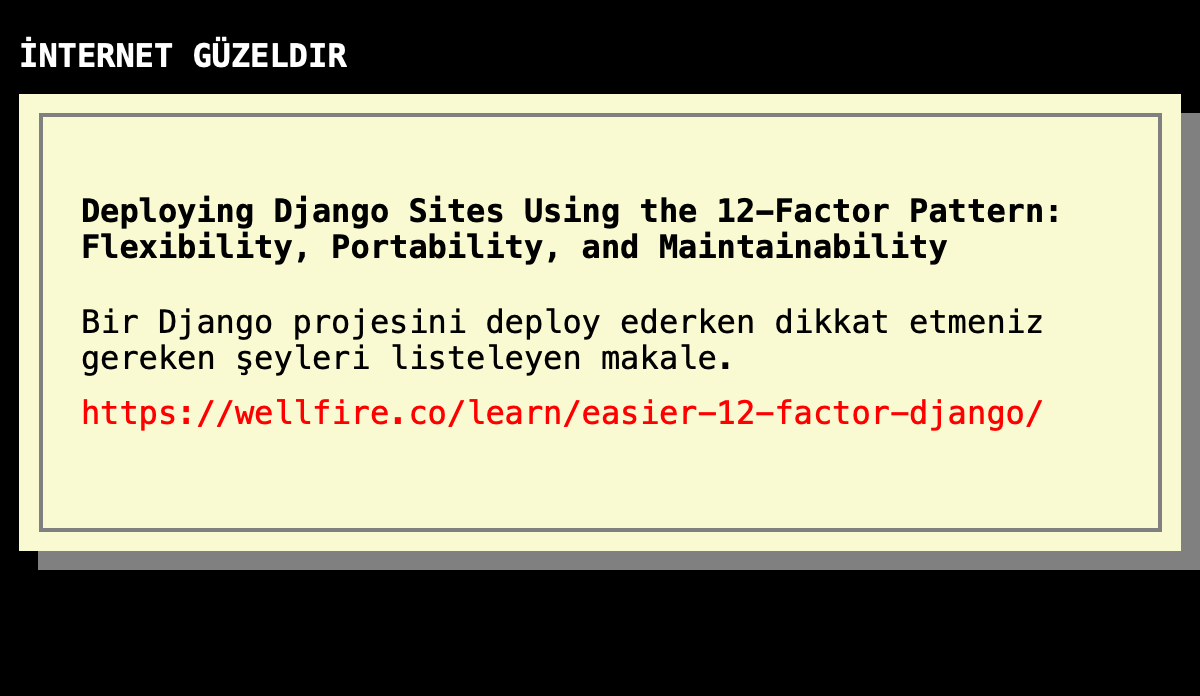 İNTERNET GÜZELDIR
Deploying Django Sites Using the 12–Factor Pattern:
Flexibility, Portability, and Maintainability
Bir Django projesini deploy ederken dikkat etmeniz
gereken şeyleri listeleyen makale.
https://wellfire.co/learn/easier–12–factor–django/